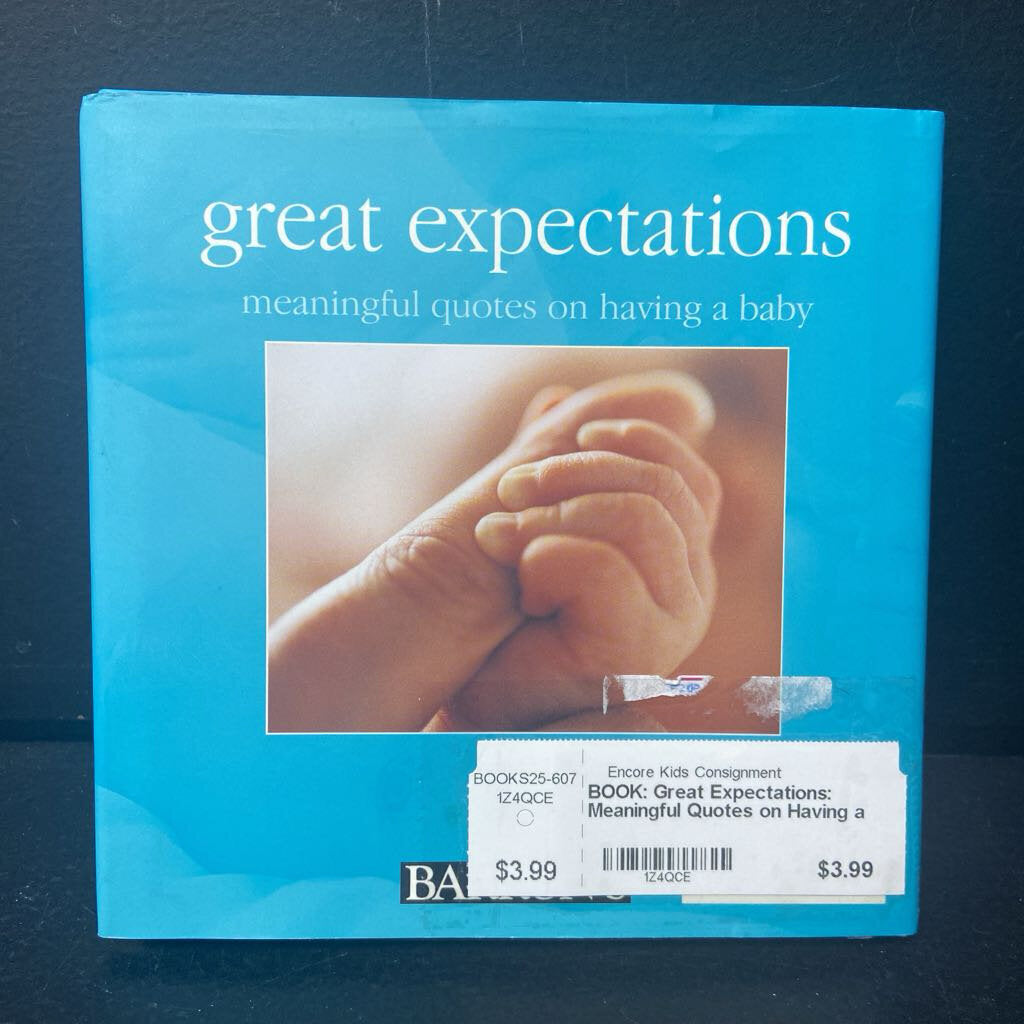 great expectations
meaningful quotes on having a baby
BOOKS25-607
1Z4QCE
$3.99
Encore Kids Consignment
BOOK: Great Expectations:
Meaningful Quotes on Having a
1Z4QCE
$3.99